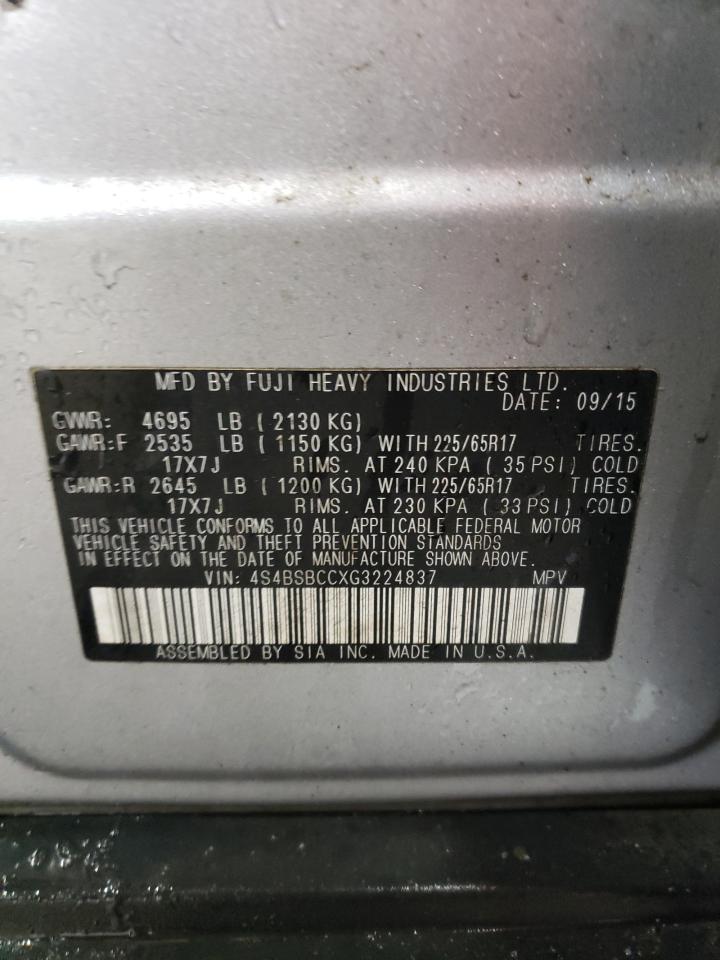 MFD BY FUJI HEAVY INDUSTRIES LTD.
DATE: 09/15
GVWR: 4695 LB ( 2130 KG)
GAWR:F 2535 LB ( 1150 KG) WITH 225/65R17 TIRES.
17X7J RIMS. AT 240 KPA ( 35 PSI) COLD
GAWR:R 2645 LB ( 1200 KG) WITH 225/65R17 TIRES.
17X7J RIMS. AT 230 KPA ( 33 PSI) COLD
THIS VEHICLE CONFORMS TO ALL APPLICABLE FEDERAL MOTOR
VEHICLE SAFETY AND THEFT PREVENTION STANDARDS
IN EFFECT ON THE DATE OF MANUFACTURE SHOWN ABOVE.
VIN: 4S4BSBCCXG3224837 MPV
ASSEMBLED BY SIA INC. MADE IN U.S.A.